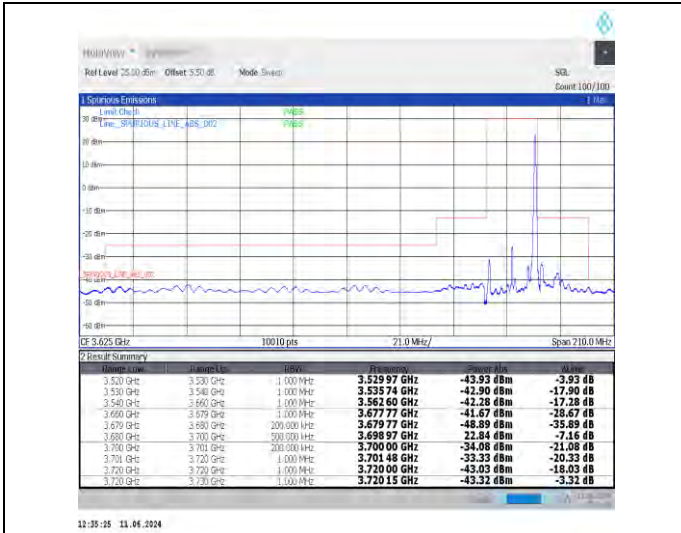 MultiView
Ref Level 25.00 dBm Offset 3.50 dB Mode Sweep SGL
Count 100/100
1 Spurious Emissions
Limit Check PASS
Line _SPURIOUS_LINE_ABS_002 PASS
30 dBm
20 dBm
10 dBm
0 dBm
-10 dBm
-20 dBm
-30 dBm
-40 dBm
-50 dBm
-60 dBm
CF 3.625 GHz 10010 pts 21.0 MHz/ Span 210.0 MHz
2 Result Summary
Range Low Range Up RBW Frequency Power Abs ΔLimit
3.520 GHz 3.530 GHz 1.000 MHz 3.529 97 GHz -43.93 dBm -3.93 dB
3.530 GHz 3.540 GHz 1.000 MHz 3.535 74 GHz -42.90 dBm -17.90 dB
3.540 GHz 3.660 GHz 1.000 MHz 3.562 60 GHz -42.28 dBm -17.28 dB
3.660 GHz 3.679 GHz 1.000 MHz 3.677 77 GHz -41.67 dBm -28.67 dB
3.679 GHz 3.680 GHz 200.000 kHz 3.679 77 GHz -48.89 dBm -35.89 dB
3.680 GHz 3.700 GHz 500.000 kHz 3.698 97 GHz 22.84 dBm -7.16 dB
3.700 GHz 3.701 GHz 200.000 kHz 3.700 00 GHz -34.08 dBm -21.08 dB
3.701 GHz 3.720 GHz 1.000 MHz 3.701 48 GHz -33.33 dBm -20.33 dB
3.720 GHz 3.720 GHz 1.000 MHz 3.720 00 GHz -43.03 dBm -18.03 dB
3.720 GHz 3.730 GHz 1.000 MHz 3.720 15 GHz -43.32 dBm -3.32 dB
12:35:25 11.06.2024